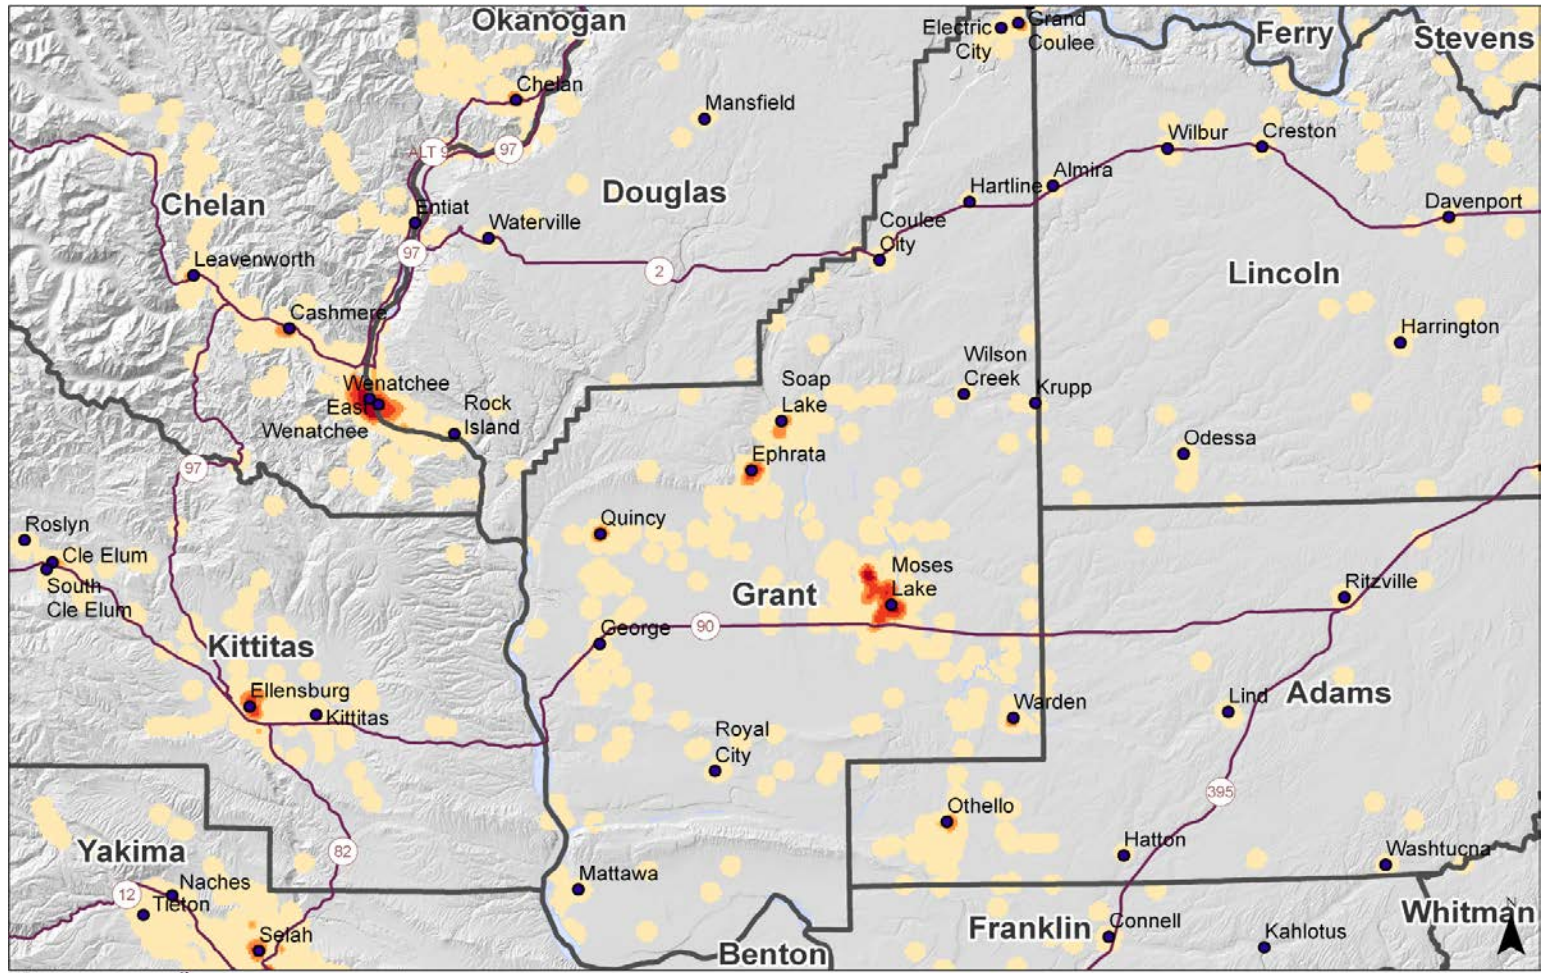 Okanogan
Electric
City
Grand
Coulee
Ferry
Stevens
Chelan
Mansfield
ALT 9
97
Wilbur
Creston
Almira
Hartline
Douglas
Chelan
Entiat
Waterville
Coulee
City
Davenport
97
2
Leavenworth
Lincoln
Cashmere
Harrington
Wilson
Creek
Krupp
Soap
Lake
Wenatchee
East
Wenatchee
Rock
Island
Odessa
Ephrata
97
Quincy
Roslyn
Cle Elum
South
Cle Elum
Moses
Lake
Grant
Ritzville
George
90
Kittitas
Ellensburg
Kittitas
Warden
Lind
Adams
Royal
City
395
Othello
Hatton
Washtucna
Yakima
82
Naches
12
Tieton
Mattawa
Selah
Franklin
Connell
Kahlotus
Whitman
N
Benton